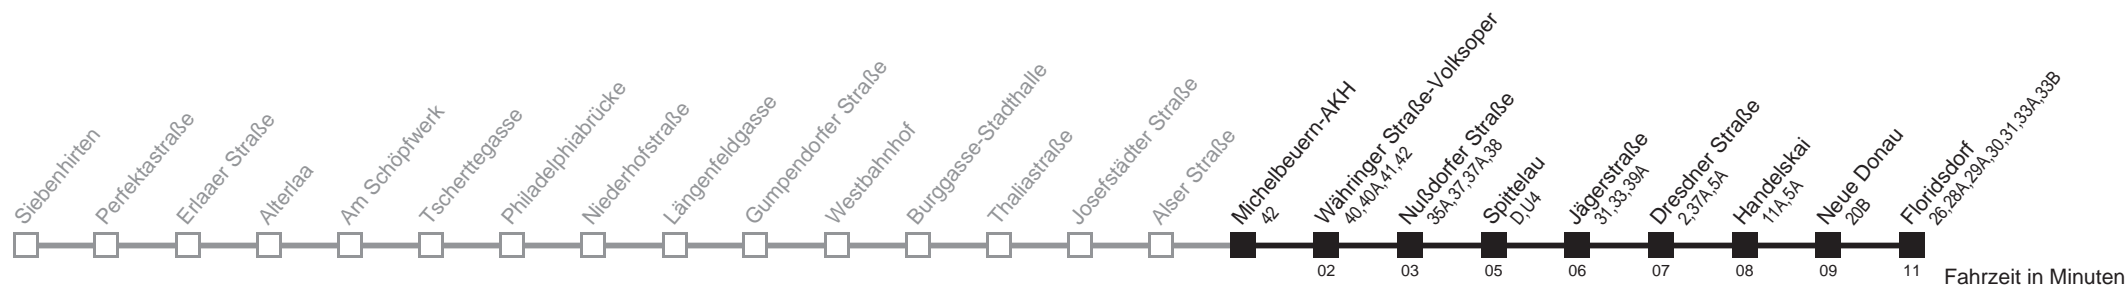 Siebenhirten
Perfektastraße
Erlaaer Straße
Alterlaa
Am Schöpfwerk
Tscherttegasse
Philadelphiabrücke
Niederhofstraße
Längenfeldgasse
Gumpendorfer Straße
Westbahnhof
Burggasse-Stadthalle
Thaliastraße
Josefstädter Straße
Alser Straße
Michelbeuern-AKH
42
Währinger Straße-Volksoper
40,40A,41,42
Nußdorfer Straße
35A,37,37A,38
Spittelau
D,U4
Jägerstraße
31,33,39A
Dresdner Straße
2,37A,5A
Handelskai
11A,5A
Neue Donau
20B
Floridsdorf
26,28A,29A,30,31,33A,33B
02
03
05
06
07
08
09
11
Fahrzeit in Minuten